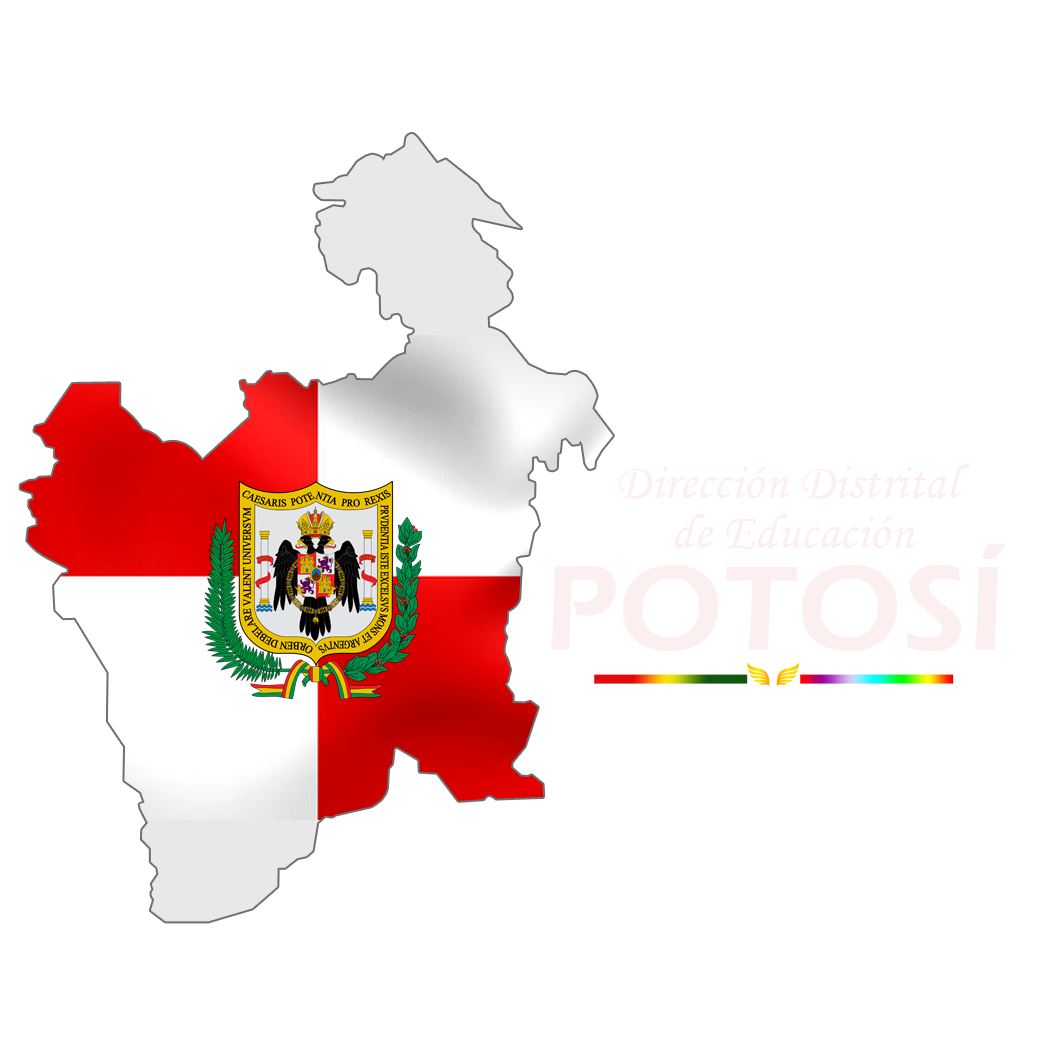 CAESARIS POTENTIA PRO REXIS
PRVDENTIA ISTE EXCELSVS MONS ET ARGENTVS
ORBEN DEBELARE VALENT UNIVERSVM
Dirección Distrital
de Educación
POTOSÍ